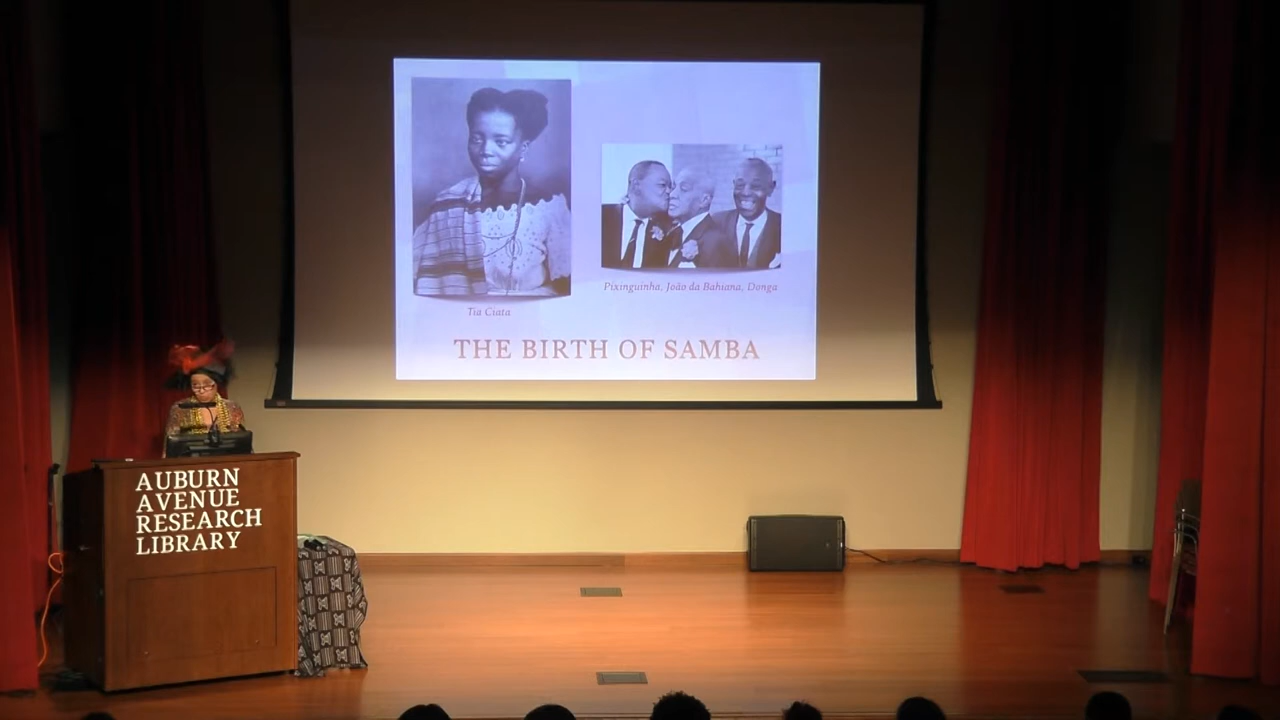 Pixinguinha, João da Bahiana, Donga
Tia Ciata
THE BIRTH OF SAMBA
AUBURN
AVENUE
RESEARCH
LIBRARY